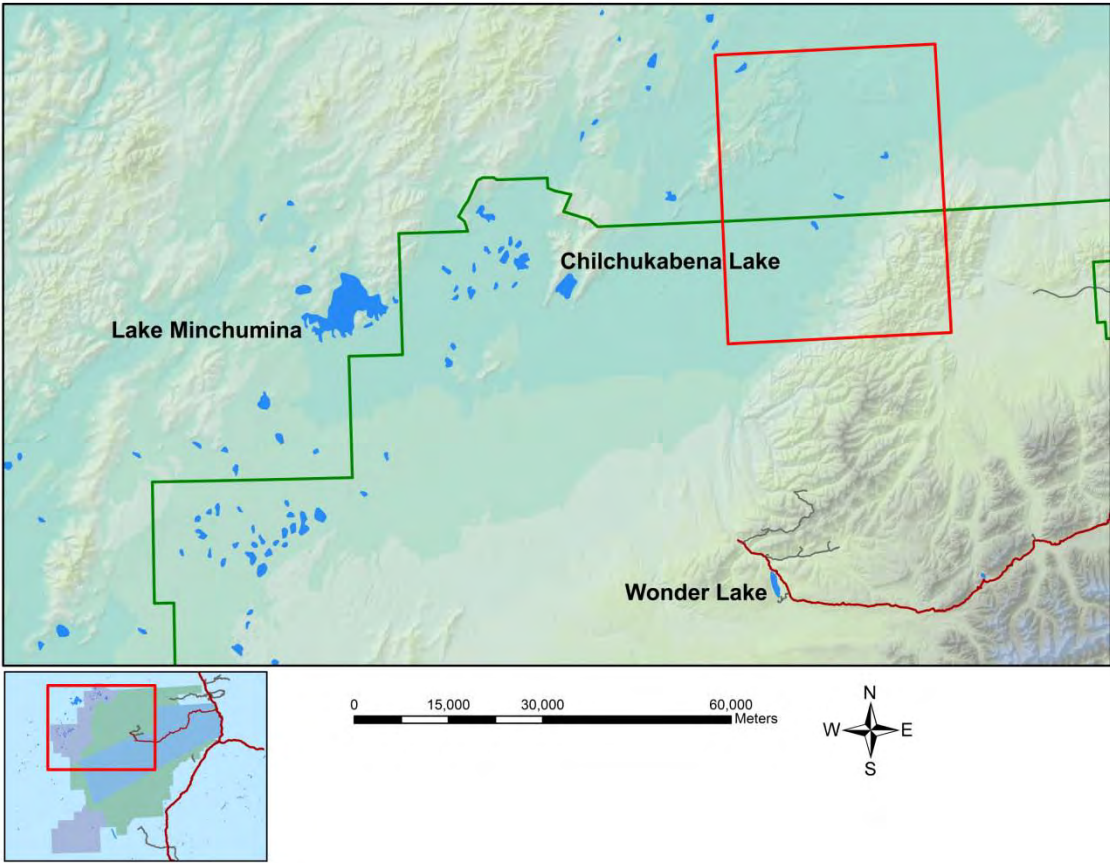 Chilchukabena Lake
Lake Minchumina
Wonder Lake
0 15,000 30,000 60,000
Meters
N
W E
S